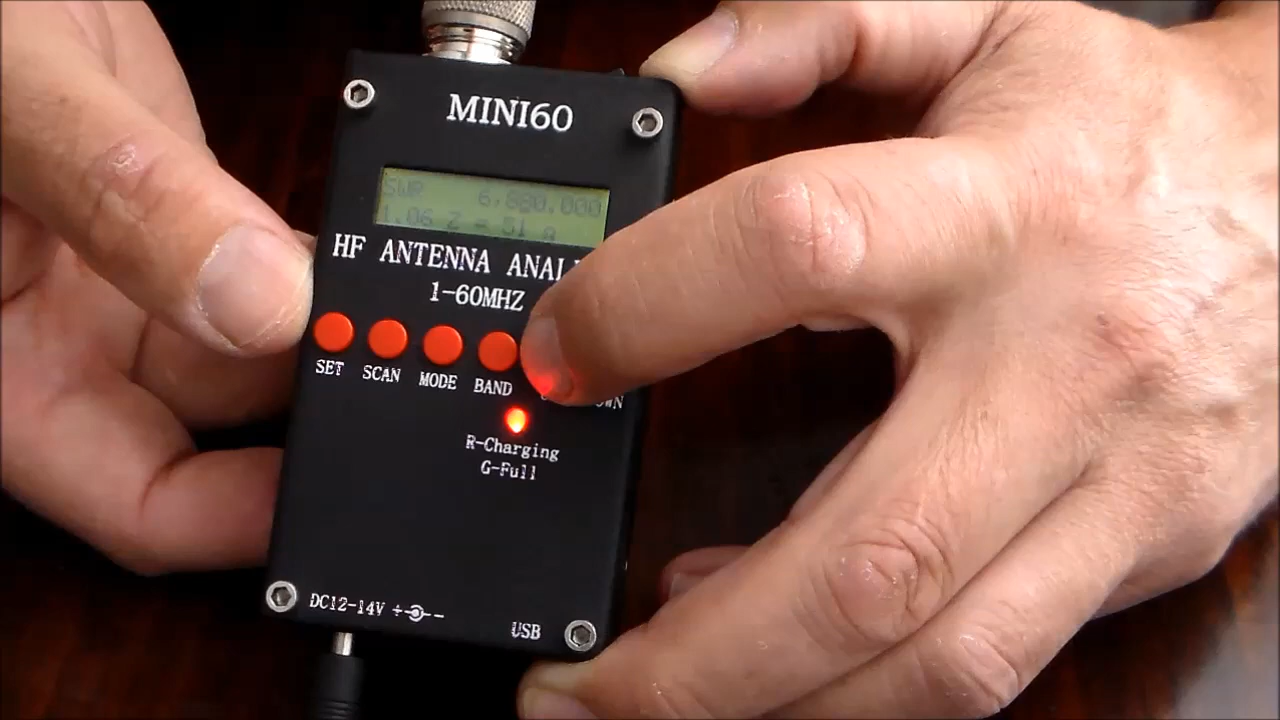 MINI60
SWR 6.880.000
1.06 Z = 51
HF ANTENNA
1-60MHZ
SET SCAN MODE BAND
R-Charging
G-Full
DC12-14V
USB